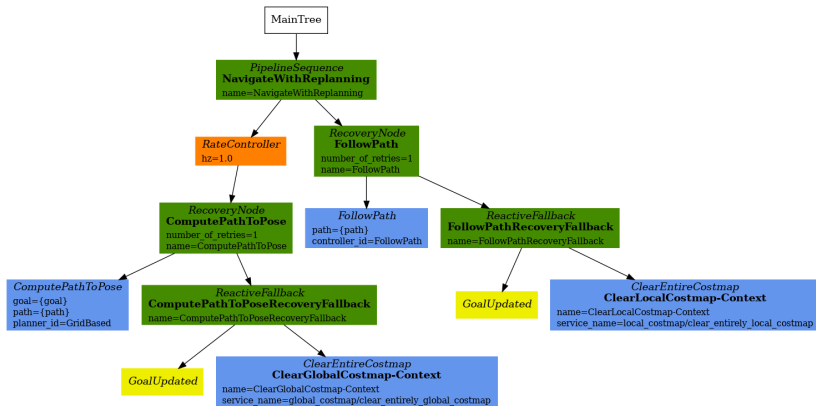 MainTree
PipelineSequence
NavigateWithReplanning
name=NavigateWithReplanning
RateController
hz=1.0
RecoveryNode
FollowPath
number_of_retries=1
name=FollowPath
RecoveryNode
ComputePathToPose
number_of_retries=1
name=ComputePathToPose
FollowPath
path={path}
controller_id=FollowPath
ReactiveFallback
FollowPathRecoveryFallback
name=FollowPathRecoveryFallback
ComputePathToPose
goal={goal}
path={path}
planner_id=GridBased
ReactiveFallback
ComputePathToPoseRecoveryFallback
name=ComputePathToPoseRecoveryFallback
GoalUpdated
ClearEntireCostmap
ClearLocalCostmap-Context
name=ClearLocalCostmap-Context
service_name=local_costmap/clear_entirely_local_costmap
GoalUpdated
ClearEntireCostmap
ClearGlobalCostmap-Context
name=ClearGlobalCostmap-Context
service_name=global_costmap/clear_entirely_global_costmap